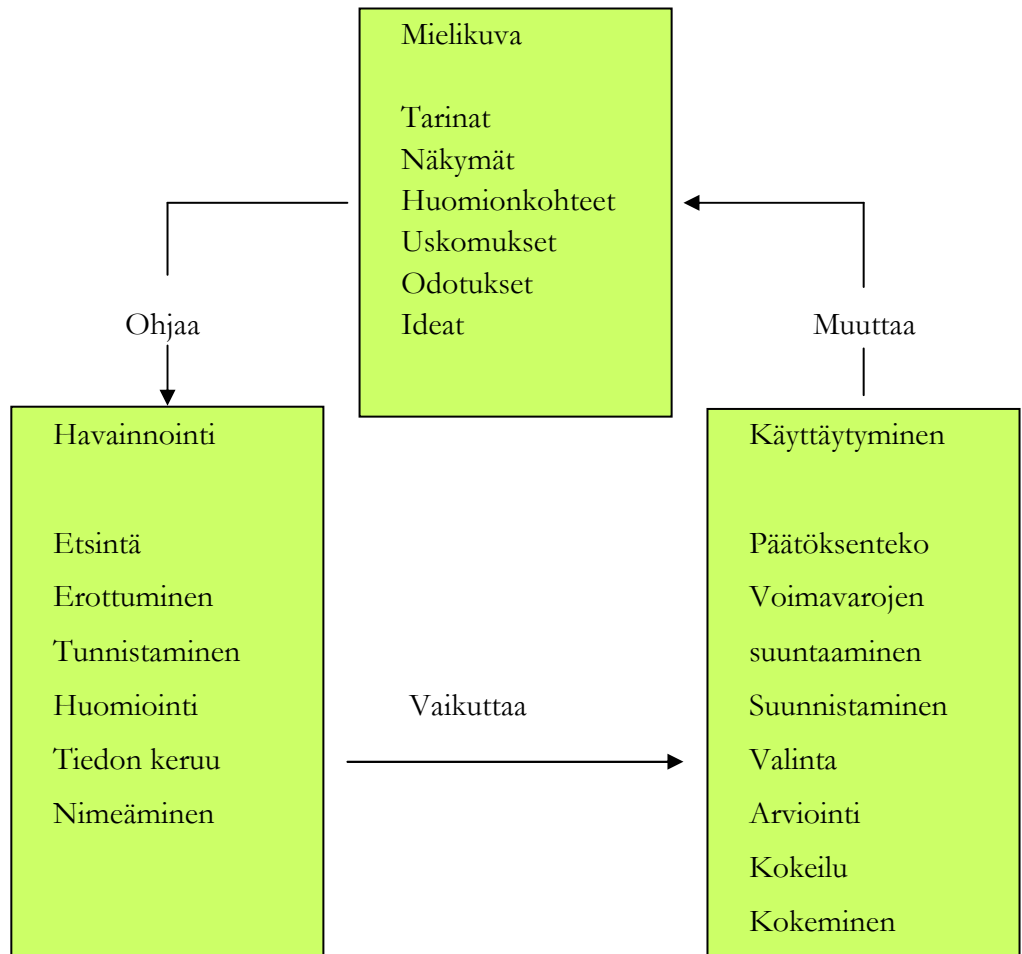 Mielikuva
Tarinat
Näkymät
Huomionkohteet
Uskomukset
Odotukset
Ideat
Ohjaa
Muuttaa
Havainnointi
Etsintä
Erottuminen
Tunnistaminen
Huomiointi
Tiedon keruu
Nimeäminen
Vaikuttaa
Käyttäytyminen
Päätöksenteko
Voimavarojen
suuntaaminen
Suunnistaminen
Valinta
Arviointi
Kokeilu
Kokeminen